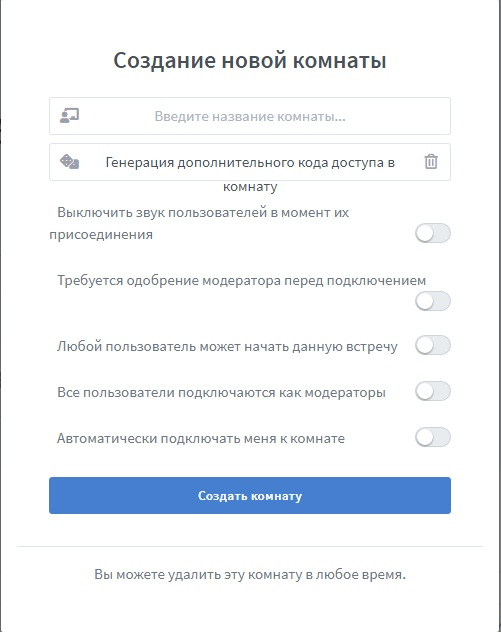 Создание новой комнаты
Введите название комнаты...
Генерация дополнительного кода доступа в
комнату
Выключить звук пользователей в момент их
присоединения
Требуется одобрение модератора перед подключением
Любой пользователь может начать данную встречу
Все пользователи подключаются как модераторы
Автоматически подключать меня к комнате
Создать комнату
Вы можете удалить эту комнату в любое время.